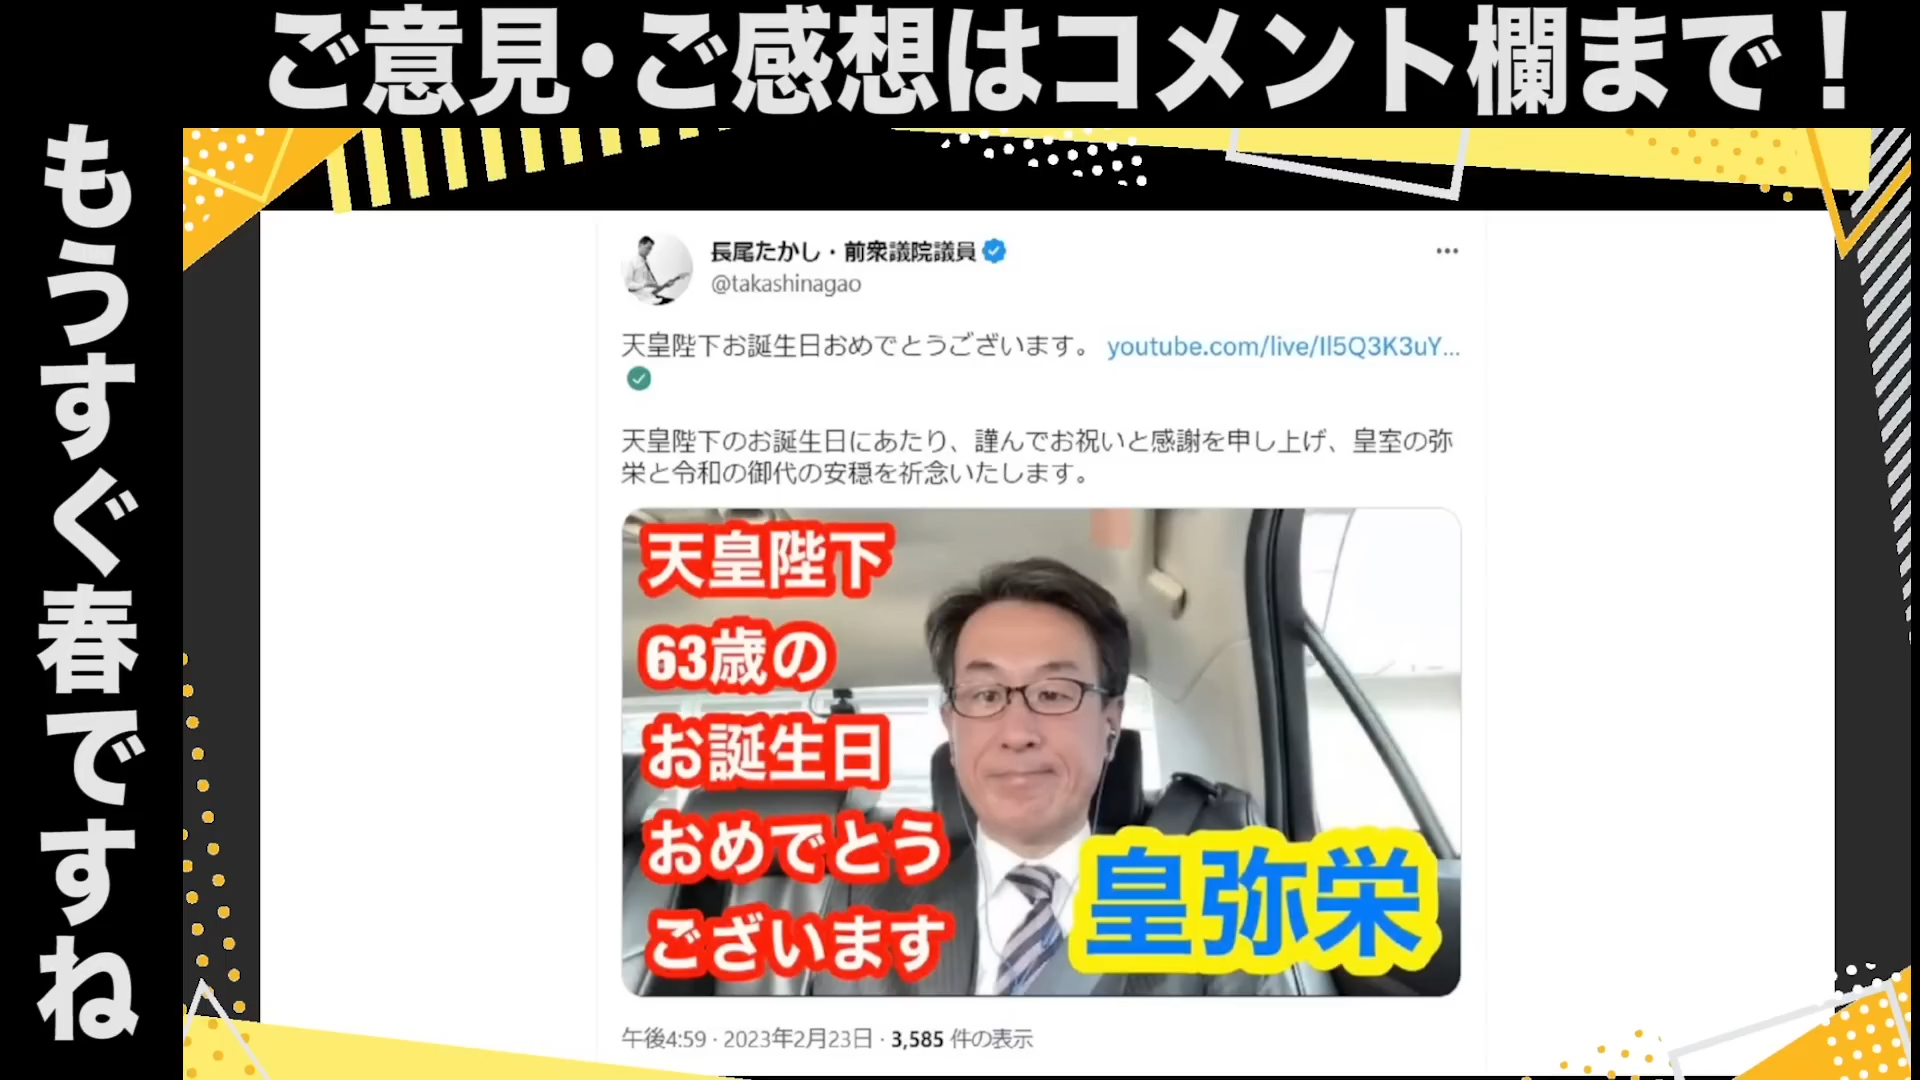 ご意見・ご感想はコメント欄まで！
もうすぐ春ですね
長尾たかし・前衆議院議員
@takashinagao
天皇陛下お誕生日おめでとうございます。 youtube.com/live/Il5Q3K3uY…
天皇陛下のお誕生日にあたり、謹んでお祝いと感謝を申し上げ、皇室の弥
栄と令和の御代の安穏を祈念いたします。
天皇陛下
63歳の
お誕生日
おめでとう
ございます
皇弥栄
午後4:59 · 2023年2月23日 · 3,585 件の表示